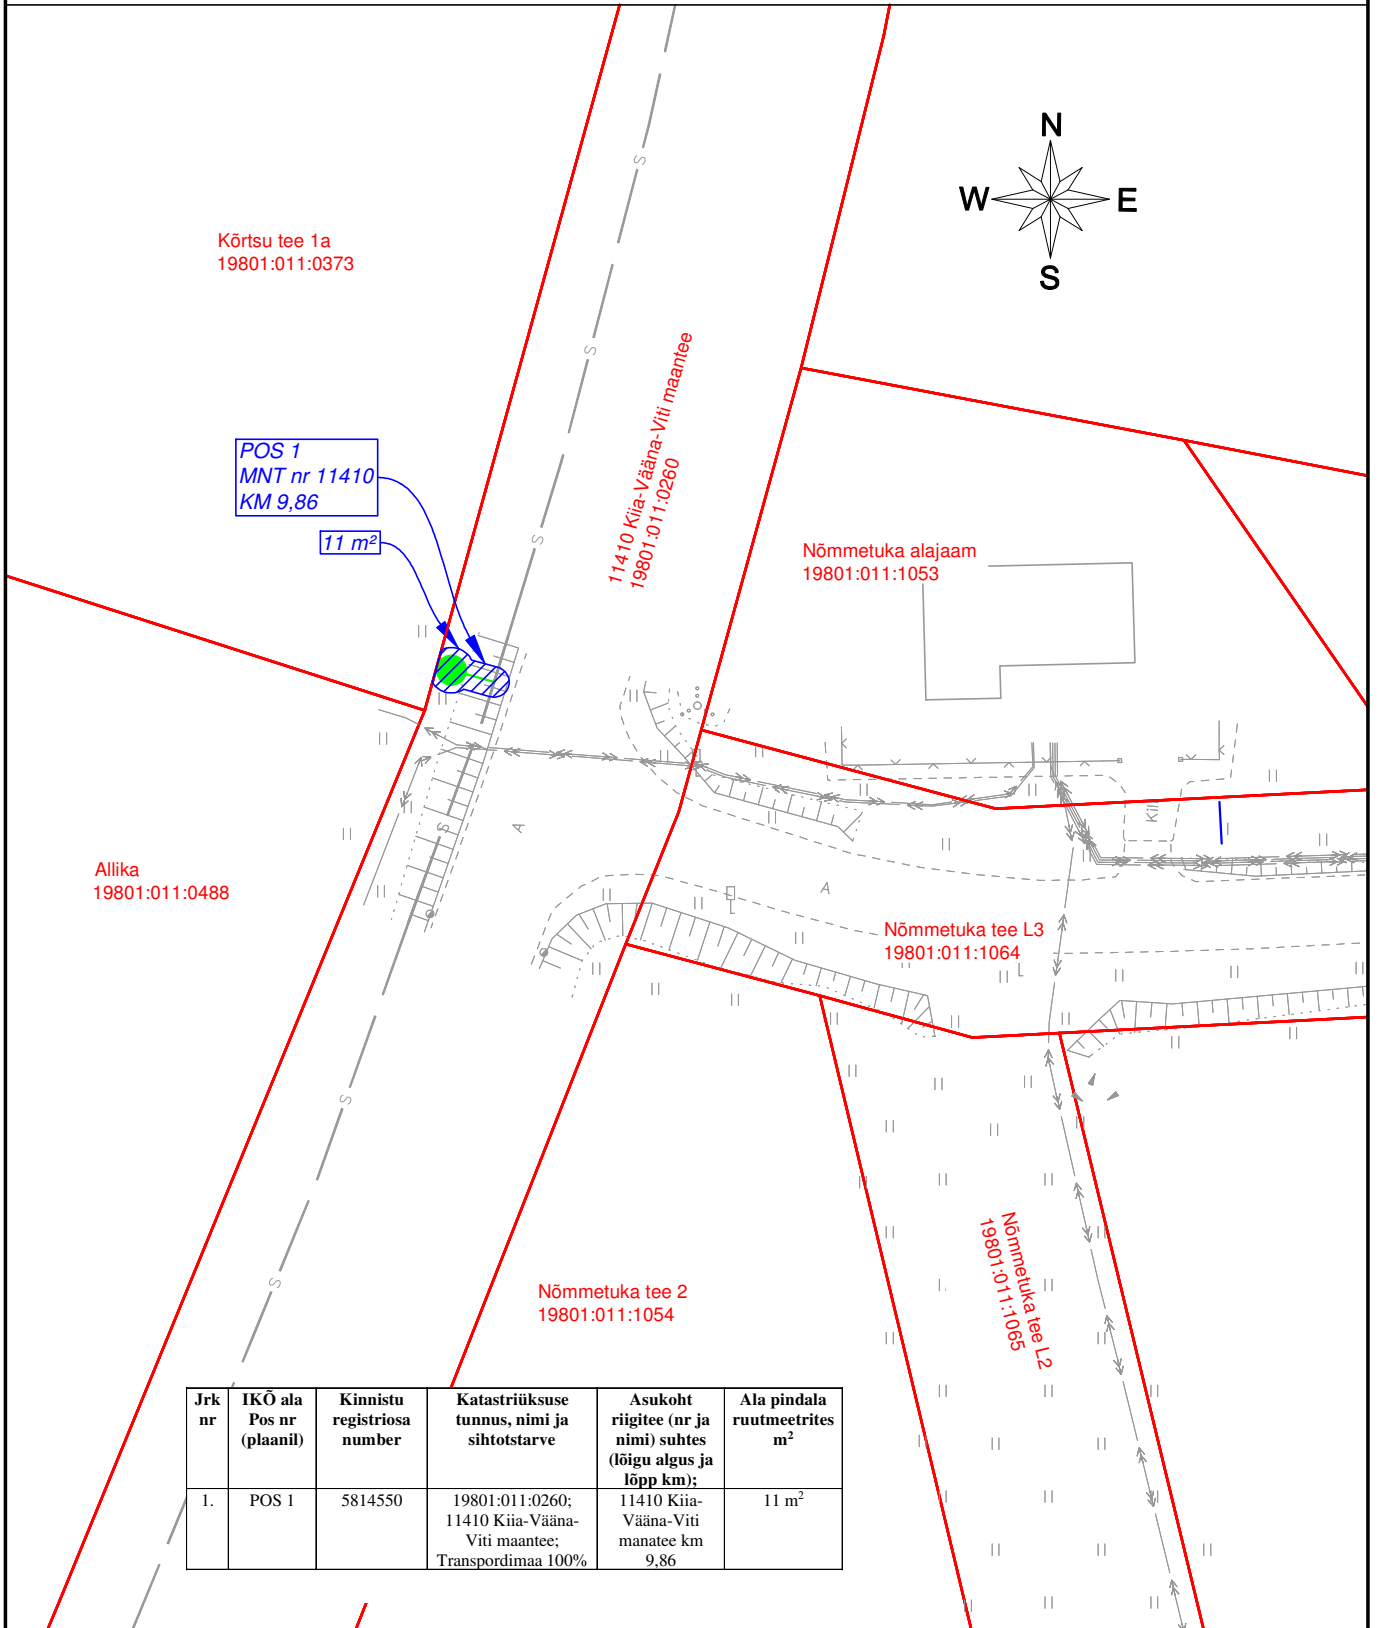 N
W
E
S
Kõrtsu tee 1a
19801:011:0373
11410 Kiia-Vääna-Viti maantee
19801:011:0260
POS 1
MNT nr 11410
KM 9,86
11 m²
Nõmmetuka alajaam
19801:011:1053
S
S
S
S
S
S
A
A
Kill
Allika
19801:011:0488
Nõmmetuka tee L3
19801:011:1064
Nõmmetuka tee L2
19801:011:1065
Nõmmetuka tee 2
19801:011:1054
Jrk nr
IKÕ ala Pos nr (plaanil)
Kinnistu registriosa number
Katastriüksuse tunnus, nimi ja sihtotstarve
Asukoht riigitee (nr ja nimi) suhtes (lõigu algus ja lõpp km);
Ala pindala ruutmeetrites m²
1.
POS 1
5814550
19801:011:0260; 11410 Kiia-Vääna-Viti maantee; Transpordimaa 100%
11410 Kiia-Vääna-Viti manatee km 9,86
11 m²